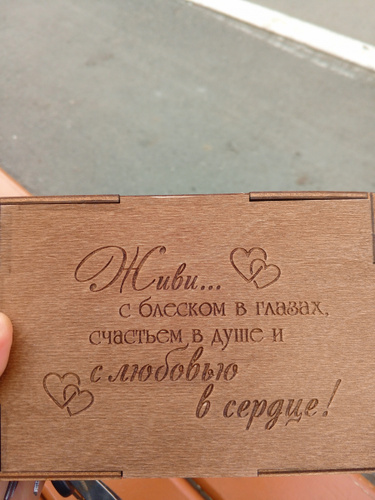 Живи...
с блеском в глазах,
счастьем в душе и
с любовью
в сердце!